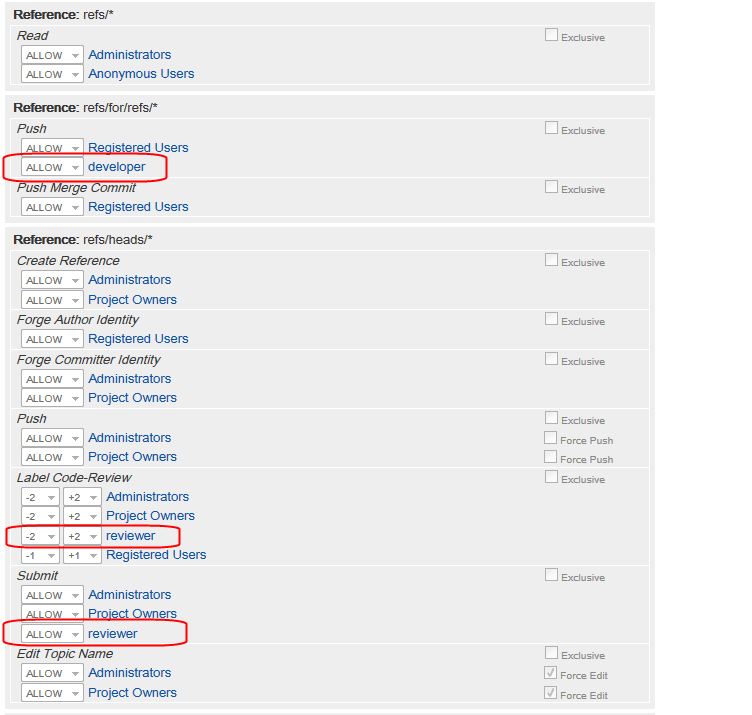 Reference: refs/*
Read Exclusive
ALLOW Administrators
ALLOW Anonymous Users
Reference: refs/for/refs/*
Push Exclusive
ALLOW Registered Users
ALLOW developer
Push Merge Commit Exclusive
ALLOW Registered Users
Reference: refs/heads/*
Create Reference Exclusive
ALLOW Administrators
ALLOW Project Owners
Forge Author Identity Exclusive
ALLOW Registered Users
Forge Committer Identity Exclusive
ALLOW Administrators
ALLOW Project Owners
Push Exclusive
ALLOW Administrators Force Push
ALLOW Project Owners Force Push
Label Code-Review Exclusive
-2 +2 Administrators
-2 +2 Project Owners
-2 +2 reviewer
-1 +1 Registered Users
Submit Exclusive
ALLOW Administrators
ALLOW Project Owners
ALLOW reviewer
Edit Topic Name Exclusive
ALLOW Administrators Force Edit
ALLOW Project Owners Force Edit